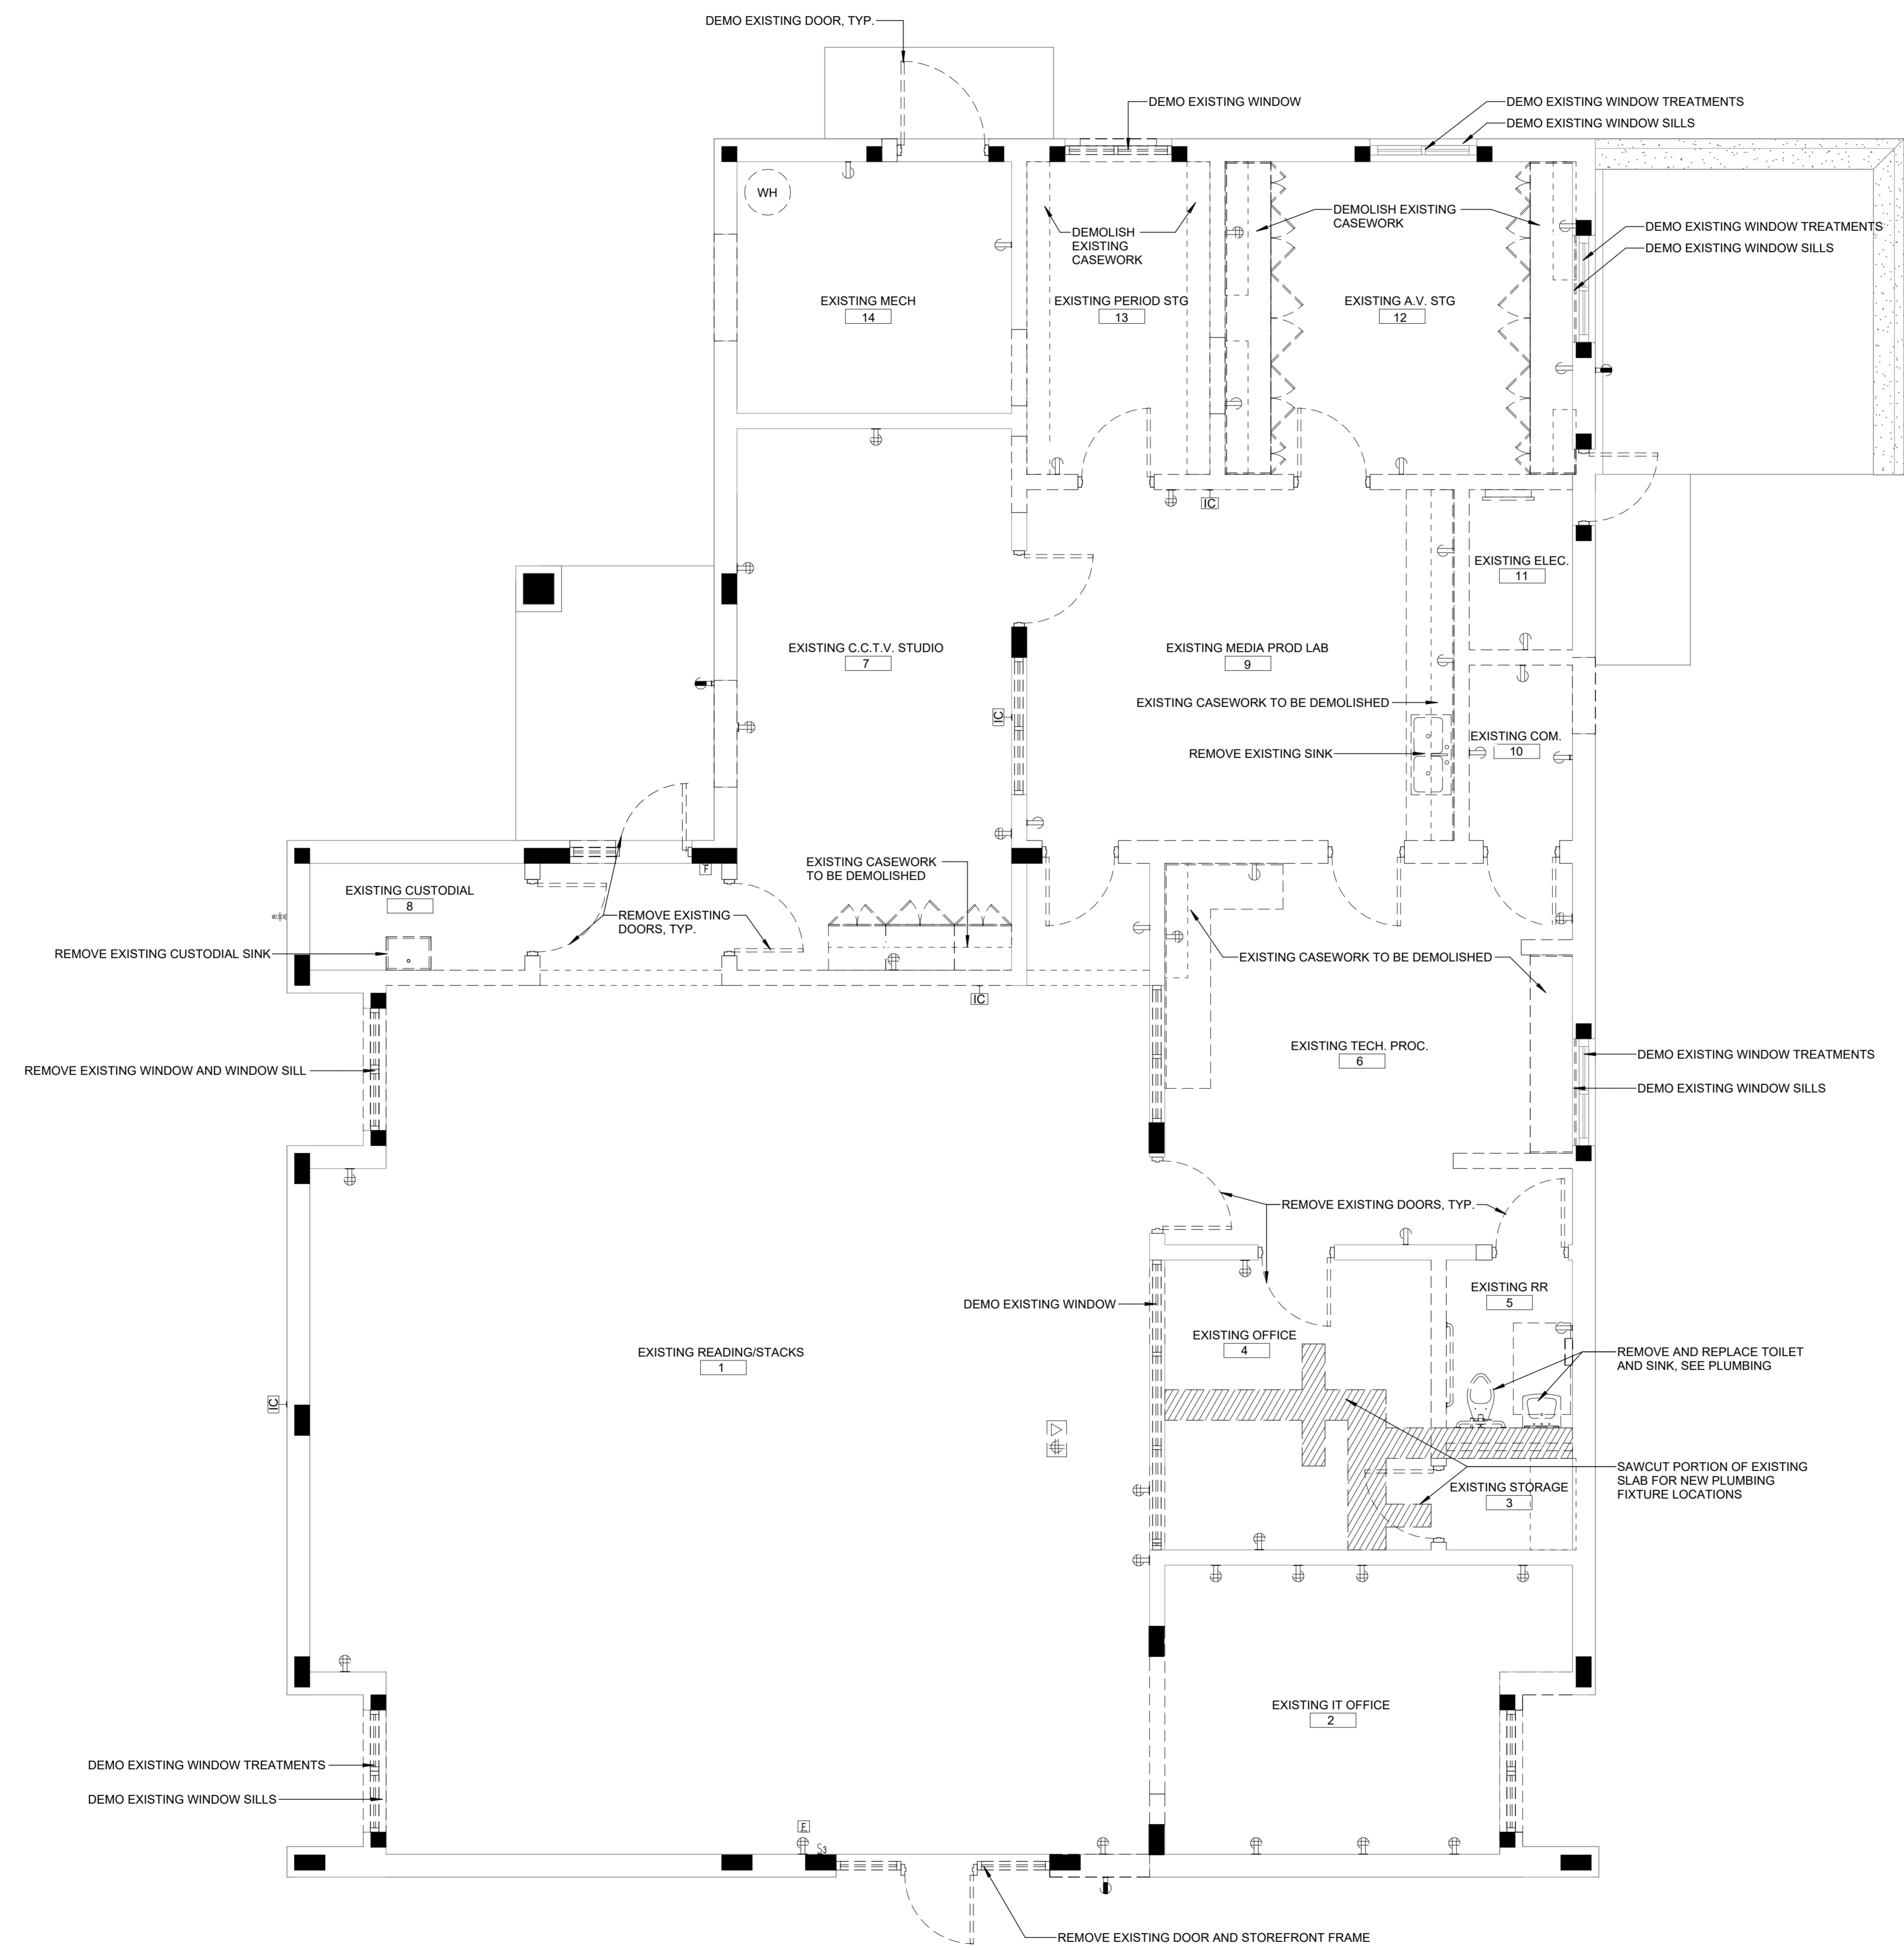 DEMO EXISTING DOOR, TYP.
DEMO EXISTING WINDOW
DEMO EXISTING WINDOW TREATMENTS
DEMO EXISTING WINDOW SILLS
WH
DEMOLISH
EXISTING
CASEWORK
DEMOLISH EXISTING
CASEWORK
DEMO EXISTING WINDOW TREATMENTS
DEMO EXISTING WINDOW SILLS
EXISTING MECH
14
EXISTING PERIOD STG
13
EXISTING A.V. STG
12
IC
EXISTING ELEC.
11
EXISTING C.C.T.V. STUDIO
7
EXISTING MEDIA PROD LAB
9
EXISTING CASEWORK TO BE DEMOLISHED
IC
EXISTING COM.
10
REMOVE EXISTING SINK
EXISTING CASEWORK
TO BE DEMOLISHED
F
EXISTING CUSTODIAL
8
REMOVE EXISTING
DOORS, TYP.
REMOVE EXISTING CUSTODIAL SINK
EXISTING CASEWORK TO BE DEMOLISHED
IC
EXISTING TECH. PROC.
6
DEMO EXISTING WINDOW TREATMENTS
REMOVE EXISTING WINDOW AND WINDOW SILL
DEMO EXISTING WINDOW SILLS
REMOVE EXISTING DOORS, TYP.
EXISTING RR
5
DEMO EXISTING WINDOW
EXISTING OFFICE
4
EXISTING READING/STACKS
1
REMOVE AND REPLACE TOILET
AND SINK, SEE PLUMBING
IC
SAWCUT PORTION OF EXISTING
SLAB FOR NEW PLUMBING
FIXTURE LOCATIONS
EXISTING STORAGE
3
EXISTING IT OFFICE
2
DEMO EXISTING WINDOW TREATMENTS
DEMO EXISTING WINDOW SILLS
F
S3
REMOVE EXISTING DOOR AND STOREFRONT FRAME